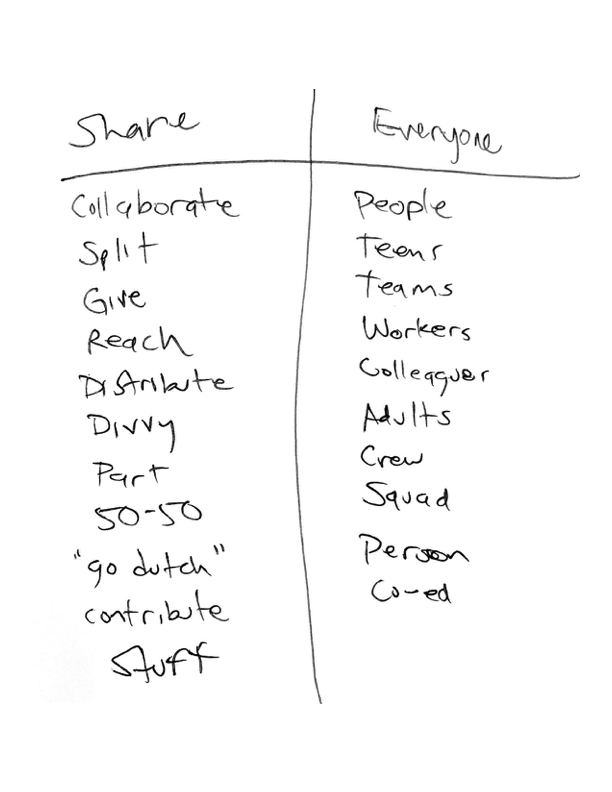 Share
Everyone
Collaborate
Split
Give
Reach
Distribute
Divvy
Part
50-50
"go dutch"
contribute
Stuff
People
Teens
Teams
Workers
Colleagues
Adults
Crew
Squad
Person
Co-ed